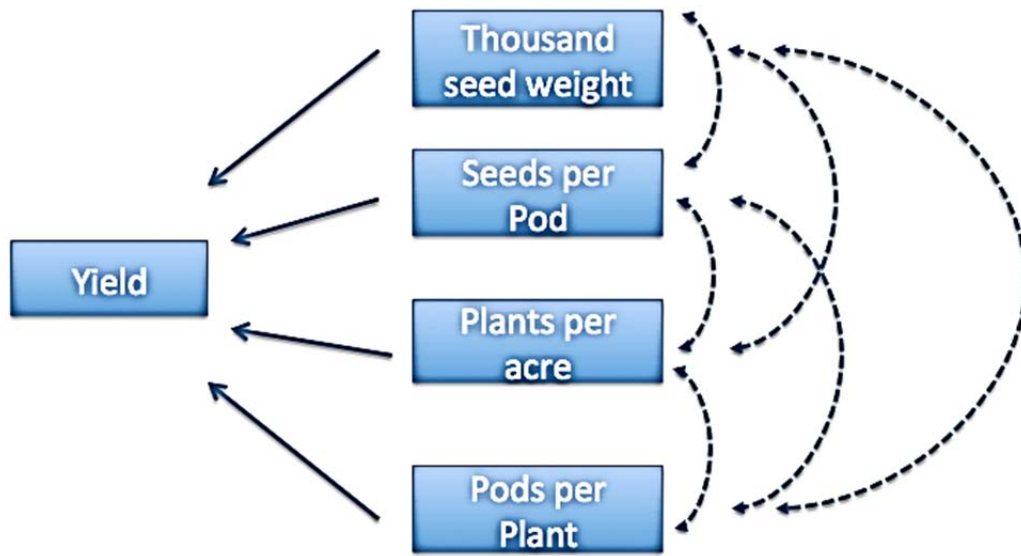 Thousand
seed weight
Seeds per
Pod
Yield
Plants per
acre
Pods per
Plant